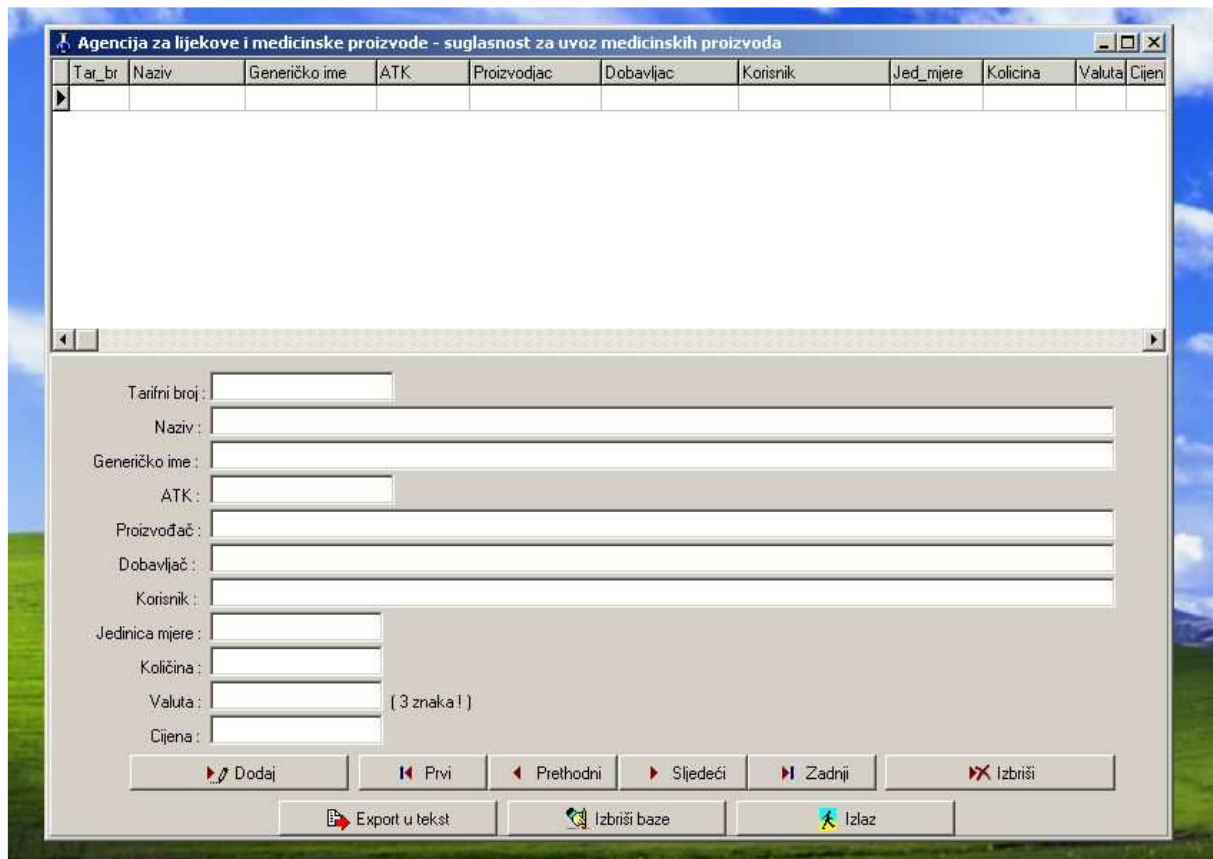 Agencija za lijekove i medicinske proizvode - suglasnost za uvoz medicinskih proizvoda
Tar_br Naziv Generičko ime ATK Proizvodjac Dobavljac Korisnik Jed_mjere Kolicina Valuta Cijen
Tarifni broj :
Naziv :
Generičko ime :
ATK :
Proizvođač :
Dobavljač :
Korisnik :
Jedinica mjere :
Količina :
Valuta : ( 3 znaka ! )
Cijena :
Dodaj Prvi Prethodni Sljedeći Zadnji Izbriši
Export u tekst Izbriši baze Izlaz